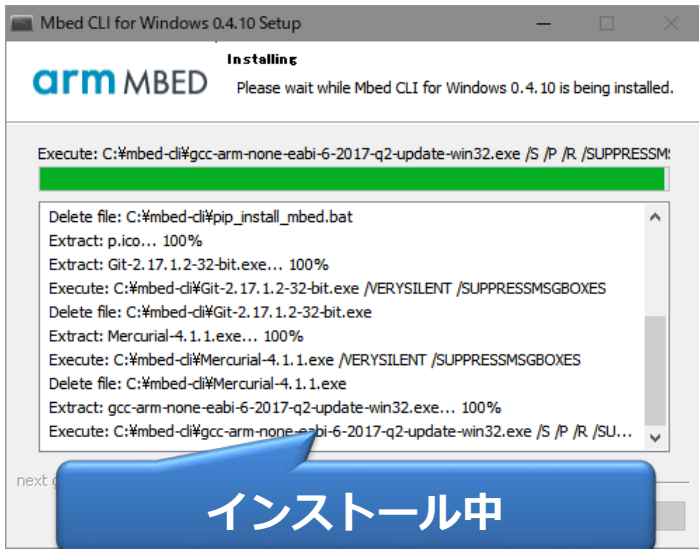 Mbed CLI for Windows 0.4.10 Setup
arm MBED
Installing
Please wait while Mbed CLI for Windows 0.4.10 is being installed.
Execute: C:¥mbed-cli¥gcc-arm-none-eabi-6-2017-q2-update-win32.exe /S /P /R /SUPPRESSM
Delete file: C:¥mbed-cli¥pip_install_mbed.bat
Extract: p.ico... 100%
Extract: Git-2.17.1.2-32-bit.exe... 100%
Execute: C:¥mbed-cli¥Git-2.17.1.2-32-bit.exe /VERYSILENT /SUPPRESSMSGBOXES
Delete file: C:¥mbed-cli¥Git-2.17.1.2-32-bit.exe
Extract: Mercurial-4.1.1.exe... 100%
Execute: C:¥mbed-cli¥Mercurial-4.1.1.exe /VERYSILENT /SUPPRESSMSGBOXES
Delete file: C:¥mbed-cli¥Mercurial-4.1.1.exe
Extract: gcc-arm-none-eabi-6-2017-q2-update-win32.exe... 100%
Execute: C:¥mbed-cli¥gcc-arm-none-eabi-6-2017-q2-update-win32.exe /S /P /R /SU...
next
インストール中